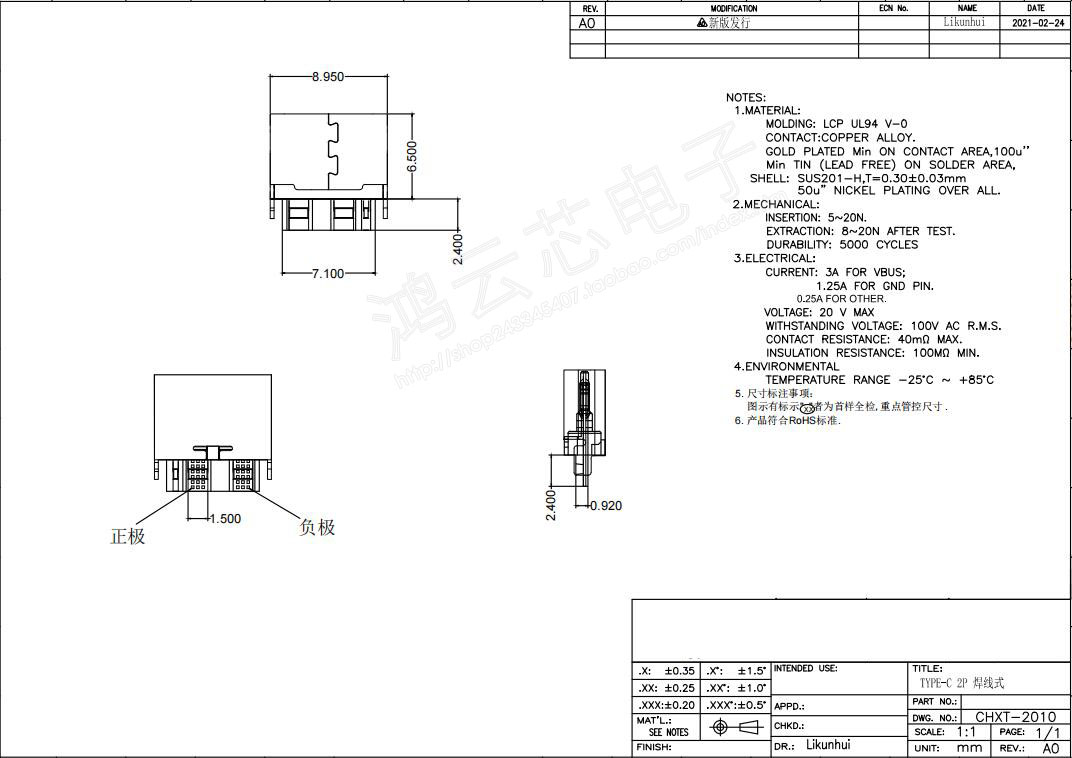 REV. MODIFICATION ECN No. NAME DATE
A0 新版发行 Likunhui 2021-02-24
8.950
6.500
2.400
7.100
NOTES:
1.MATERIAL:
MOLDING: LCP UL94 V-0
CONTACT:COPPER ALLOY.
GOLD PLATED Min ON CONTACT AREA,100u"
Min TIN (LEAD FREE) ON SOLDER AREA,
SHELL: SUS201-H,T=0.30±0.03mm
50u" NICKEL PLATING OVER ALL.
2.MECHANICAL:
INSERTION: 5~20N.
EXTRACTION: 8~20N AFTER TEST.
DURABILITY: 5000 CYCLES
3.ELECTRICAL:
CURRENT: 3A FOR VBUS;
1.25A FOR GND PIN.
0.25A FOR OTHER.
VOLTAGE: 20 V MAX
WITHSTANDING VOLTAGE: 100V AC R.M.S.
CONTACT RESISTANCE: 40mΩ MAX.
INSULATION RESISTANCE: 100MΩ MIN.
4.ENVIRONMENTAL
TEMPERATURE RANGE -25°C ~ +85°C
5. 尺寸标注事项:
图示有标示"XX"者为首样全检,重点管控尺寸.
6. 产品符合RoHS标准.
鸿云芯电子
http://shop243345407.taobao.com/index
1.500
正极
负极
2.400
0.920
.X: ±0.35 .X°: ±1.5°
.XX: ±0.25 .XX°: ±1.0°
.XXX:±0.20 .XXX°:±0.5°
MAT'L.:
SEE NOTES
FINISH:
INTENDED USE:
APPD.:
CHKD.:
DR.: Likunhui
TITLE:
TYPE-C 2P 焊线式
PART NO.:
DWG. NO.: CHXT-2010
SCALE: 1:1 PAGE: 1/1
UNIT: mm REV.: A0